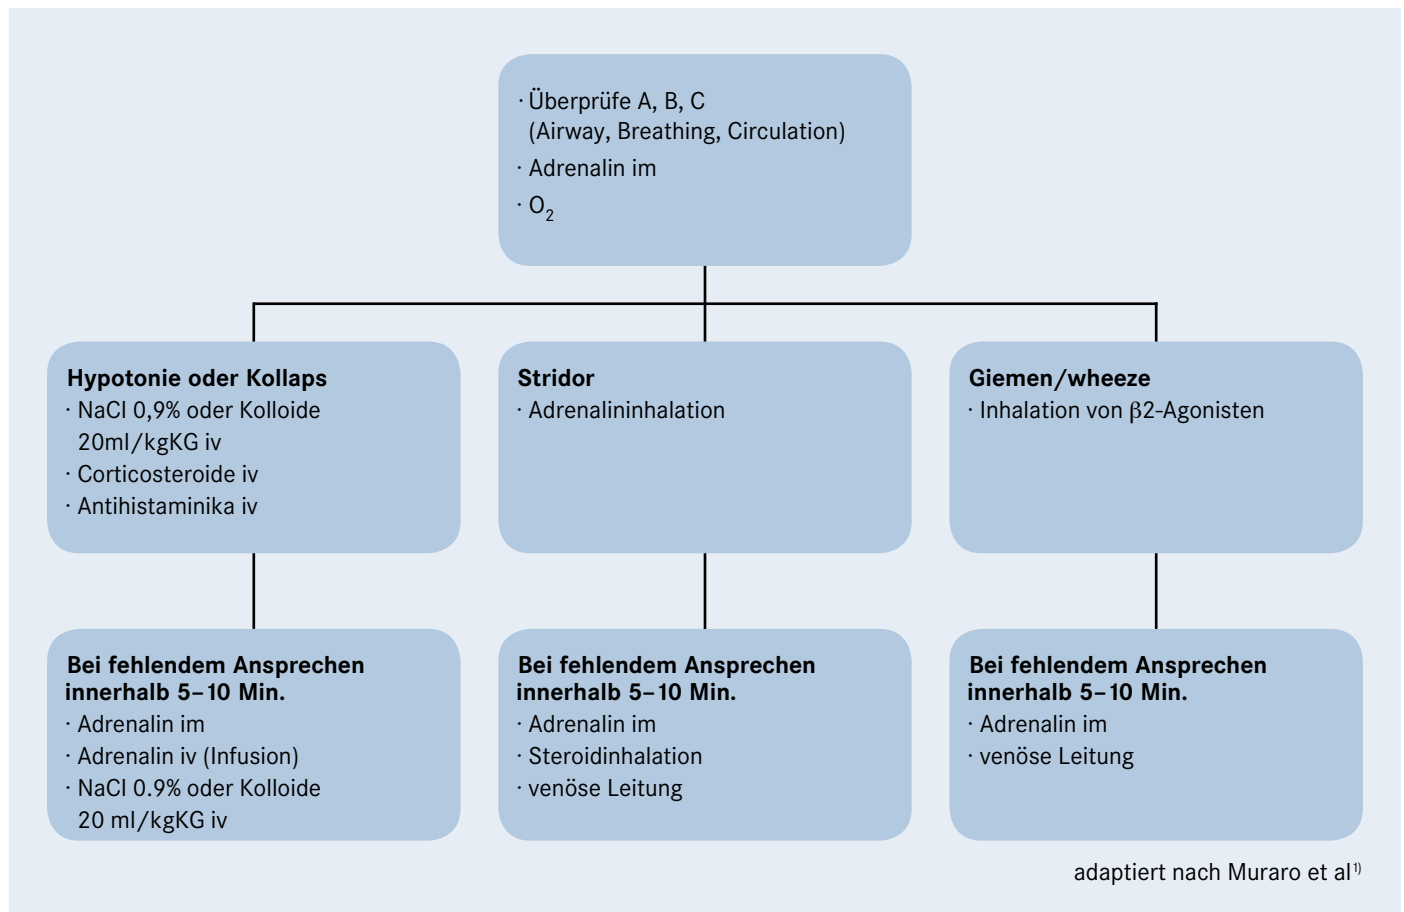 · Überprüfe A, B, C
(Airway, Breathing, Circulation)
· Adrenalin im
· O₂
Hypotonie oder Kollaps
· NaCl 0,9% oder Kolloide
20ml/kgKG iv
· Corticosteroide iv
· Antihistaminika iv
Stridor
· Adrenalininhalation
Giemen/wheeze
· Inhalation von β2-Agonisten
Bei fehlendem Ansprechen
innerhalb 5–10 Min.
· Adrenalin im
· Adrenalin iv (Infusion)
· NaCl 0.9% oder Kolloide
20 ml/kgKG iv
Bei fehlendem Ansprechen
innerhalb 5–10 Min.
· Adrenalin im
· Steroidinhalation
· venöse Leitung
Bei fehlendem Ansprechen
innerhalb 5–10 Min.
· Adrenalin im
· venöse Leitung
adaptiert nach Muraro et al¹⁾